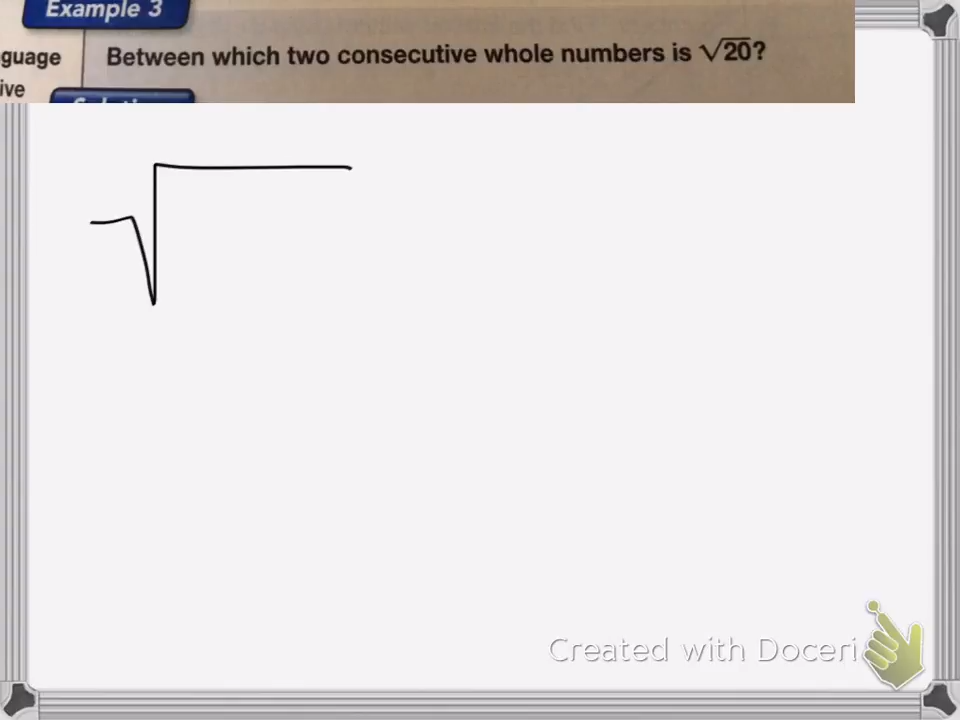 Example 3
guage
Between which two consecutive whole numbers is √20?
ive
Created with Doceri